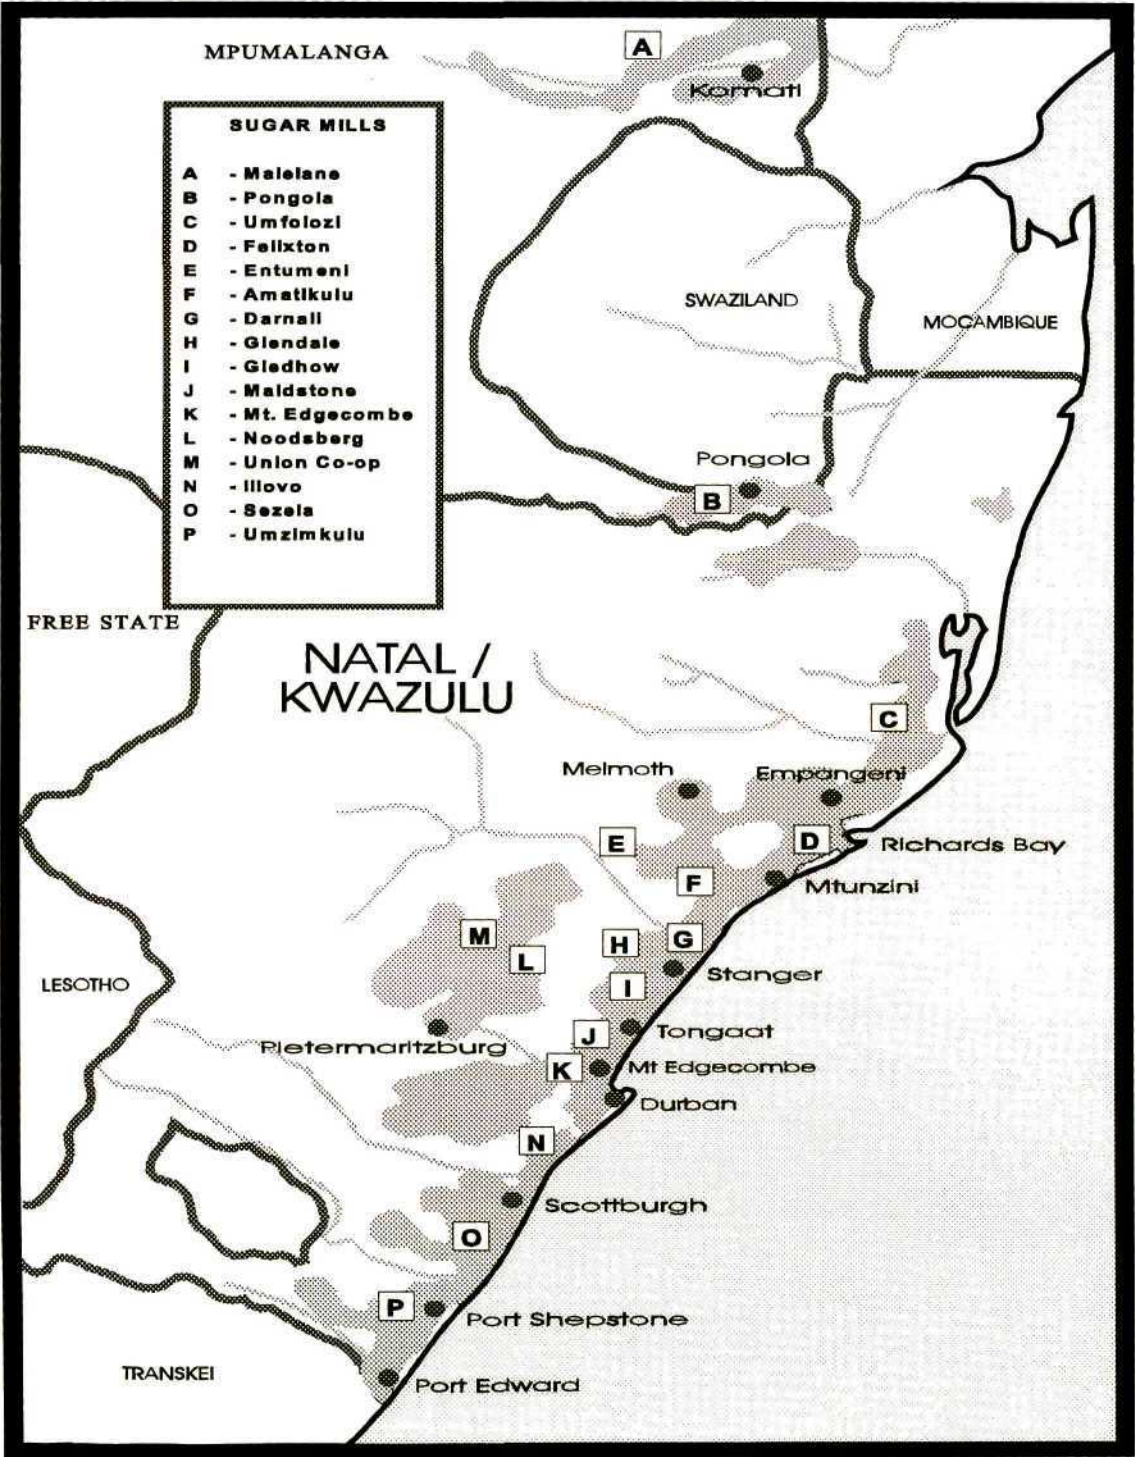 MPUMALANGA
A
Komati
SUGAR MILLS
A - Malelane
B - Pongola
C - Umfolozi
D - Felixton
E - Entumeni
F - Amatikulu
G - Darnall
H - Glendale
I - Gledhow
J - Maidstone
K - Mt. Edgecombe
L - Noodsberg
M - Union Co-op
N - Illovo
O - Sezela
P - Umzimkulu
SWAZILAND
MOÇAMBIQUE
Pongola
B
FREE STATE
NATAL /
KWAZULU
C
Melmoth
Empangeni
E
D
Richards Bay
F
Mtunzini
M
H
G
L
Stanger
I
LESOTHO
J
Tongaat
Pietermaritzburg
K
Mt Edgecombe
Durban
N
Scottburgh
O
P
Port Shepstone
TRANSKEI
Port Edward